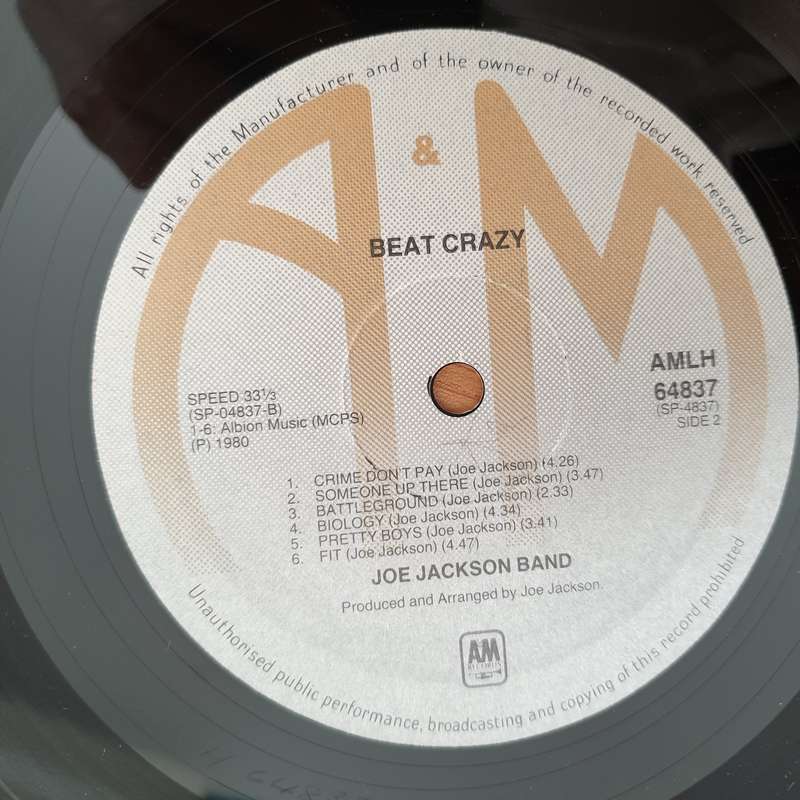 All rights of the Manufacturer and of the owner of the recorded work reserved
A & M
BEAT CRAZY
SPEED 33⅓
(SP-04837-B)
1-6: Albion Music (MCPS)
(P) 1980
AMLH
64837
(SP-4837)
SIDE 2
1. CRIME DON'T PAY (Joe Jackson) (4.26)
2. SOMEONE UP THERE (Joe Jackson) (3.47)
3. BATTLEGROUND (Joe Jackson) (2.33)
4. BIOLOGY (Joe Jackson) (4.34)
5. PRETTY BOYS (Joe Jackson) (3.41)
6. FIT (Joe Jackson) (4.47)
JOE JACKSON BAND
Produced and Arranged by Joe Jackson.
AM
RECORDS
Unauthorised public performance, broadcasting and copying of this record prohibited